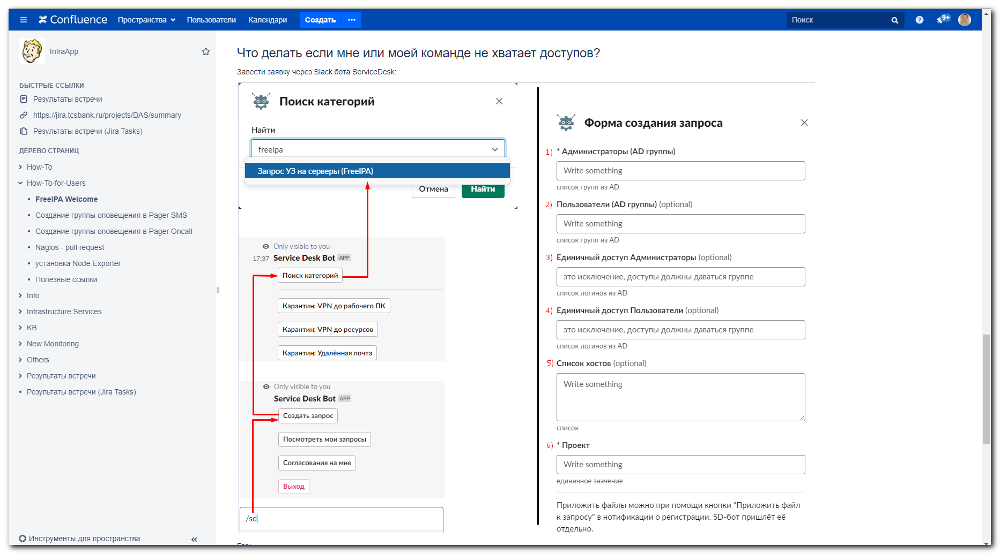 Confluence
Пространства
Пользователи
Календари
Создать
Поиск
9+
InfraApp
БЫСТРЫЕ ССЫЛКИ
Результаты встречи
https://jira.tcsbank.ru/projects/DAS/summary
Результаты встречи (Jira Tasks)
ДЕРЕВО СТРАНИЦ
How-To
How-To-for-Users
FreeIPA Welcome
Создание группы оповещения в Pager SMS
Создание группы оповещения в Pager Oncall
Nagios - pull request
установка Node Exporter
Полезные ссылки
Info
Infrastructure Services
KB
New Monitoring
Others
Результаты встречи
Результаты встречи (Jira Tasks)
Инструменты для пространства
Что делать если мне или моей команде не хватает доступов?
Завести заявку через Slack бота ServiceDesk:
Поиск категорий
Найти
freeipa
Запрос УЗ на серверы (FreeIPA)
Отмена
Найти
Only visible to you
17:37 Service Desk Bot APP
Поиск категорий
Карантин: VPN до рабочего ПК
Карантин: VPN до ресурсов
Карантин: Удалённая почта
Only visible to you
Service Desk Bot APP
Создать запрос
Посмотреть мои запросы
Согласования на мне
Выход
/sd
Форма создания запроса
1) * Администраторы (AD группы)
Write something
список групп из AD
2) Пользователи (AD группы) (optional)
Write something
список групп из AD
3) Единичный доступ Администраторы (optional)
это исключение, доступы должны даваться группе
список логинов из AD
4) Единичный доступ Пользователи (optional)
это исключение, доступы должны даваться группе
список логинов из AD
5) Список хостов (optional)
Write something
список
6) * Проект
Write something
единичное значение
Приложить файлы можно при помощи кнопки "Приложить файл
к запросу" в нотификации о регистрации. SD-бот пришлёт её
отдельно.